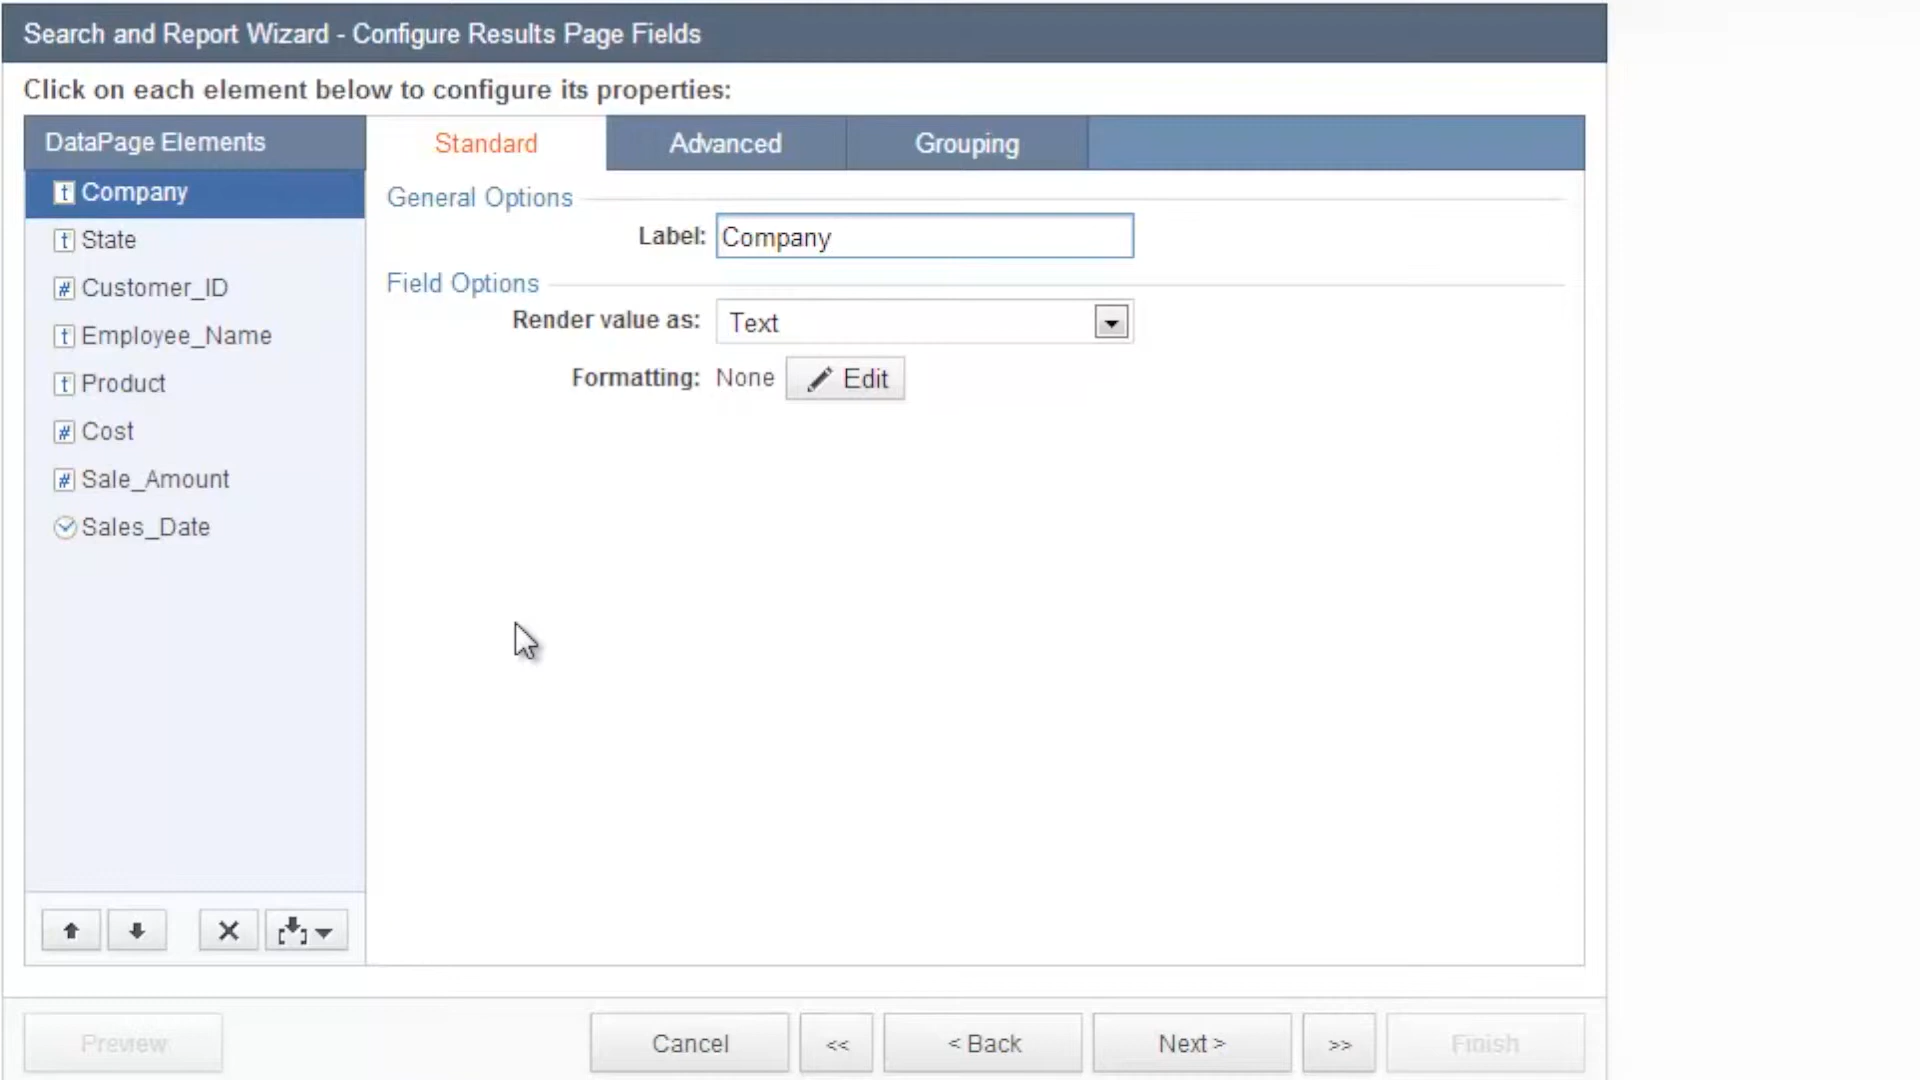 Search and Report Wizard - Configure Results Page Fields
Click on each element below to configure its properties:
DataPage Elements
Standard
Advanced
Grouping
Company
State
Customer_ID
Employee_Name
Product
Cost
Sale_Amount
Sales_Date
General Options
Label: Company
Field Options
Render value as: Text
Formatting: None Edit
Preview
Cancel
<<
< Back
Next >
>>
Finish